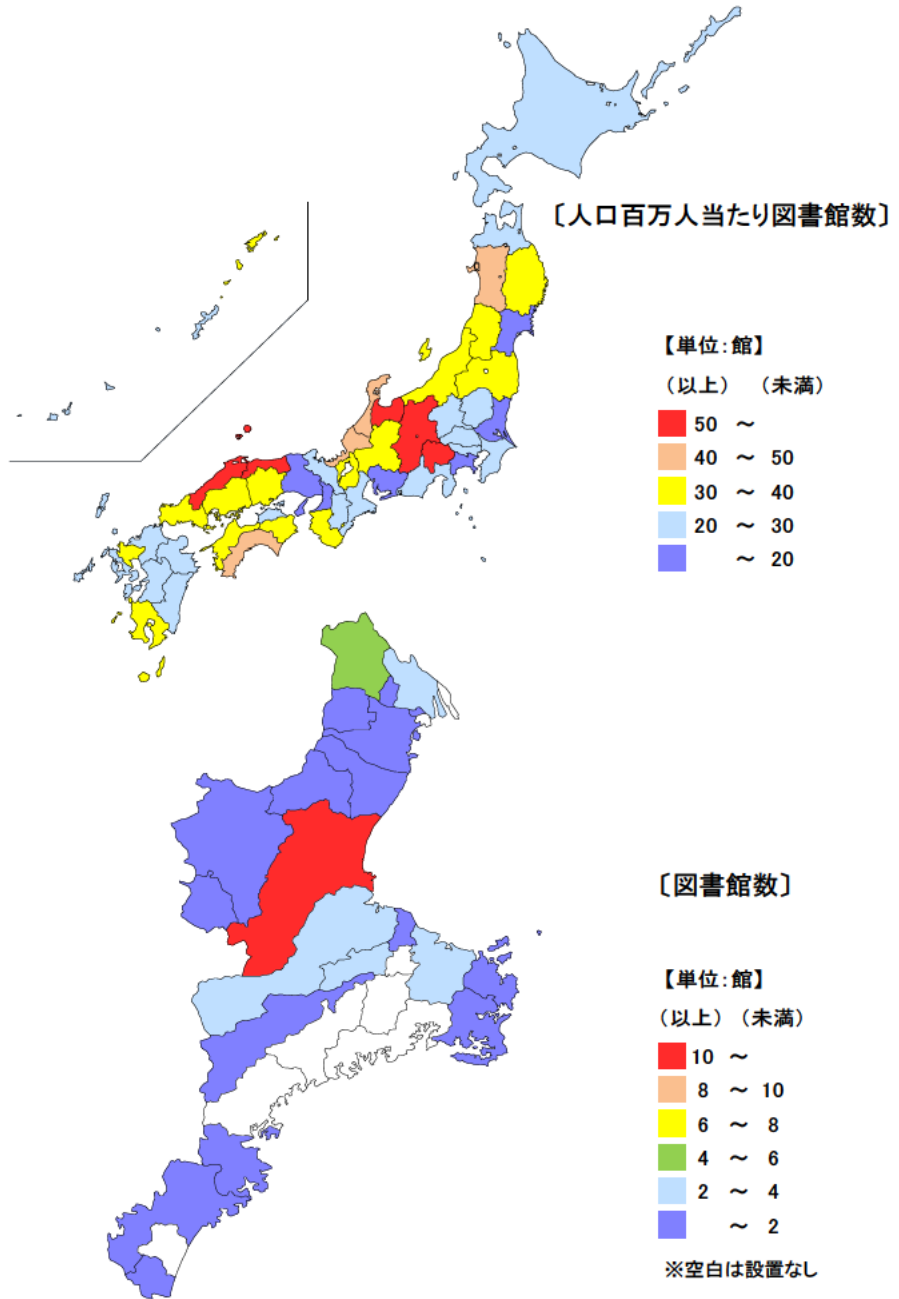 〔人口百万人当たり図書館数〕
【単位：館】
（以上） （未満）
50 ～
40 ～ 50
30 ～ 40
20 ～ 30
～ 20
〔図書館数〕
【単位：館】
（以上） （未満）
10 ～
8 ～ 10
6 ～ 8
4 ～ 6
2 ～ 4
～ 2
※空白は設置なし